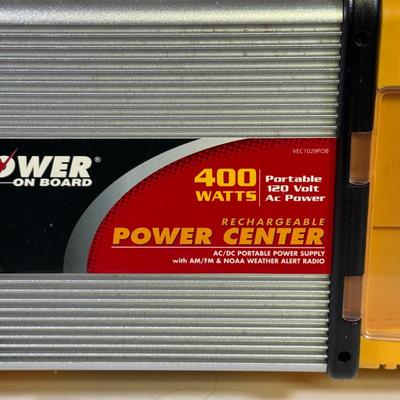 VEC1029POB
POWER®
ON BOARD
400
WATTS
Portable
120 Volt
Ac Power
RECHARGEABLE
POWER CENTER
AC/DC PORTABLE POWER SUPPLY
with AM/FM & NOAA WEATHER ALERT RADIO